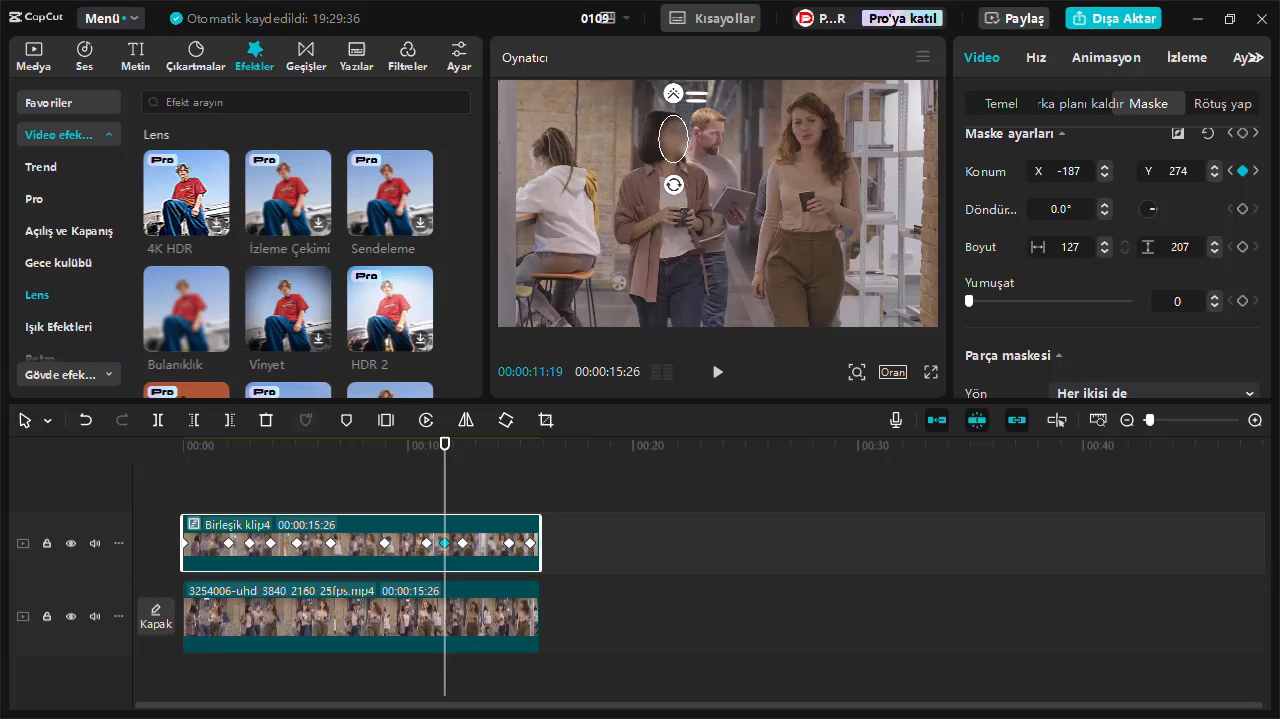 CapCut Menü Otomatik kaydedildi: 19:29:36 0109 Kısayollar P...R Pro'ya katıl Paylaş Dışa Aktar
Medya Ses Metin Çıkartmalar Efektler Geçişler Yazılar Filtreler Ayar
Favoriler
Video efek...
Trend
Pro
Açılış ve Kapanış
Gece kulübü
Lens
Işık Efektleri
Retro
Gövde efek...
Efekt arayın
Lens
Pro Pro Pro
4K HDR İzleme Çekimi Sendeleme
Pro
Bulanıklık Vinyet HDR 2
Pro Pro
Oynatıcı
00:00:11:19 00:00:15:26 Oran
Video Hız Animasyon İzleme Ayar
Temel rka planı kaldır Maske Rötuş yap
Maske ayarları
Konum X -187 Y 274
Döndür... 0.0°
Boyut 127 207
Yumuşat
0
Parça maskesi
Yön Her ikisi de
00:00 00:10 00:20 00:30 00:40
Birleşik klip4 00:00:15:26
3254006-uhd_3840_2160_25fps.mp4 00:00:15:26
Kapak